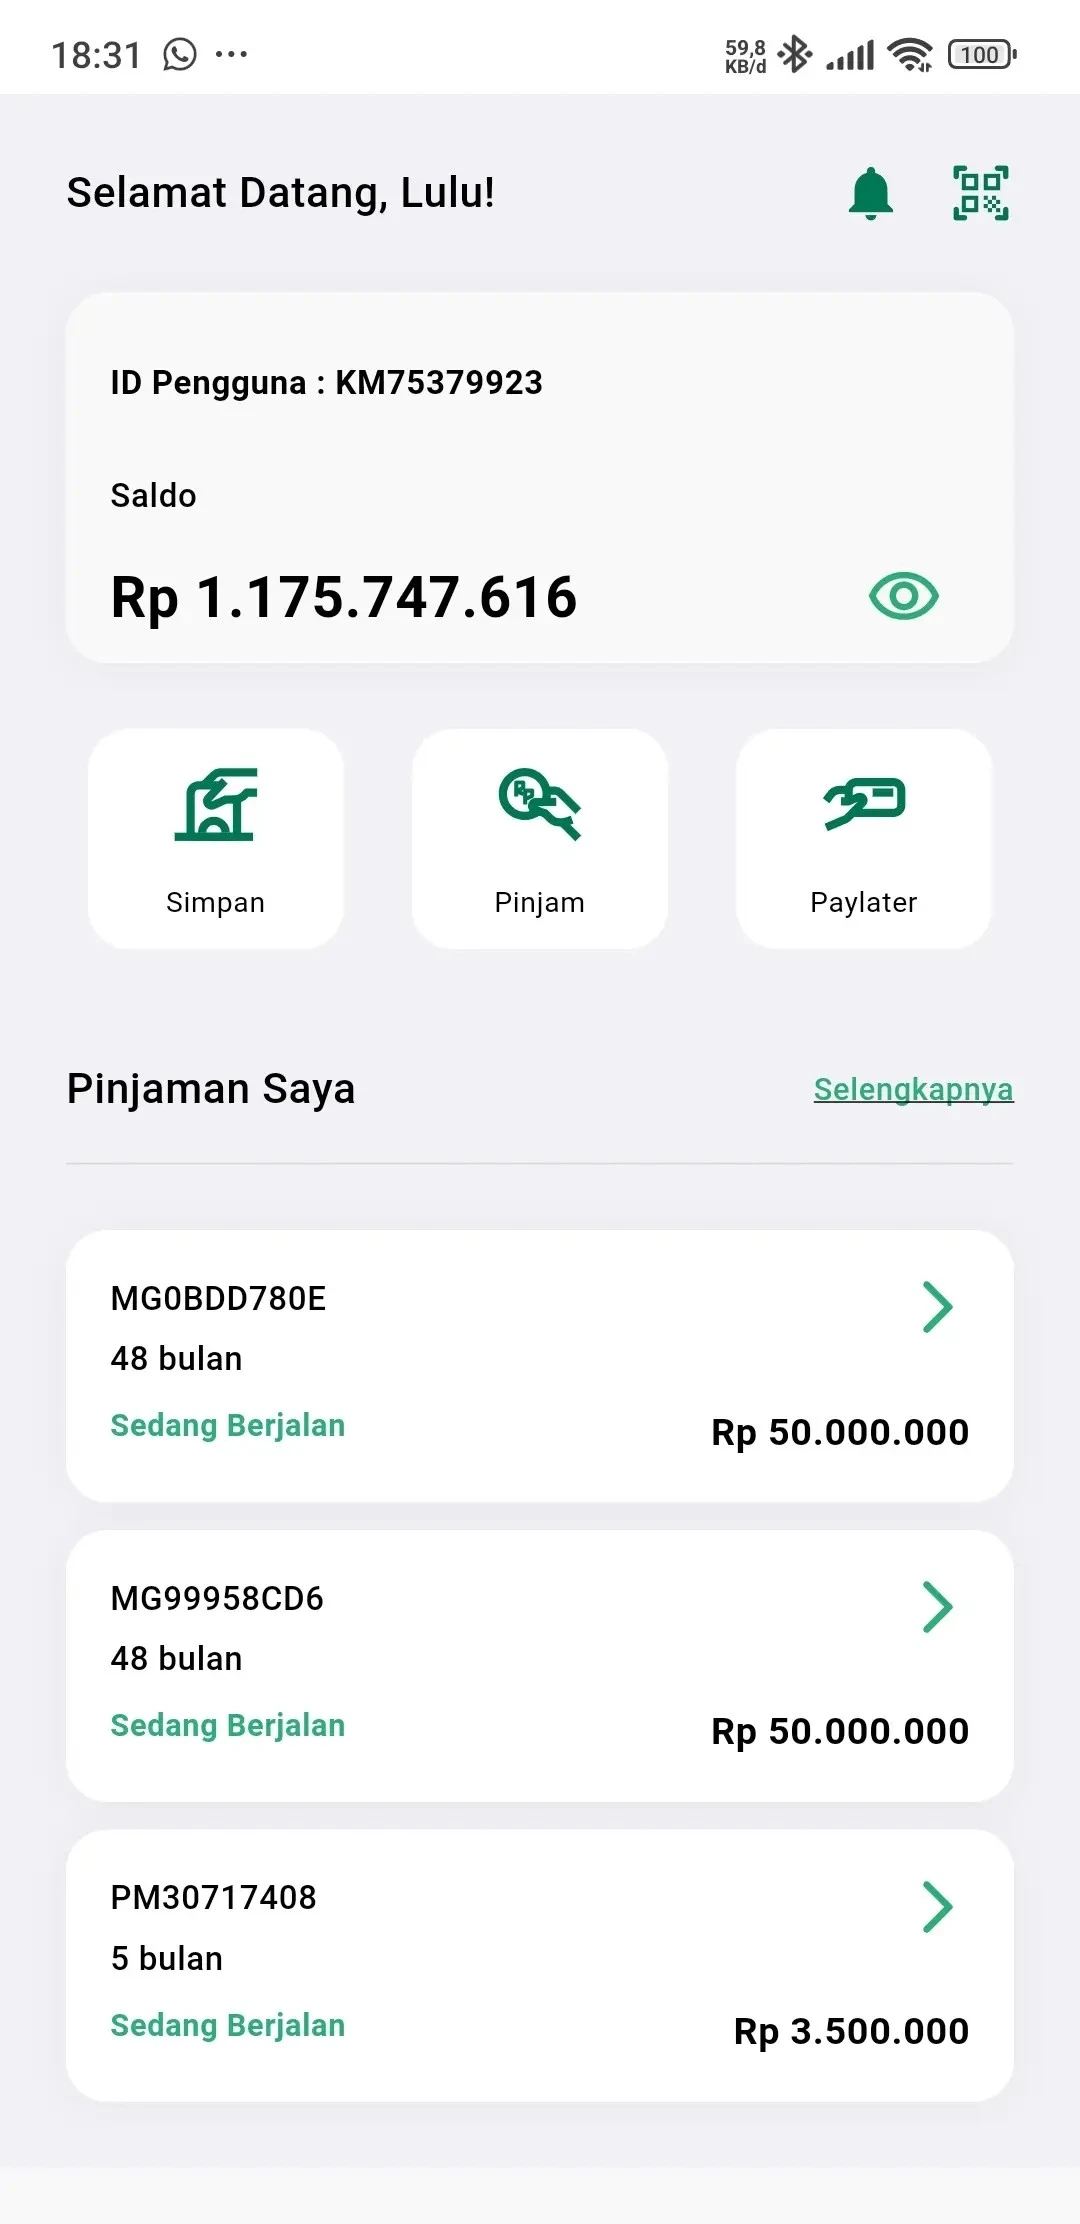 18:31
59,8
KB/d
100
Selamat Datang, Lulu!
ID Pengguna : KM75379923
Saldo
Rp 1.175.747.616
Simpan
Pinjam
Paylater
Pinjaman Saya
Selengkapnya
MG0BDD780E
48 bulan
Sedang Berjalan
Rp 50.000.000
MG99958CD6
48 bulan
Sedang Berjalan
Rp 50.000.000
PM30717408
5 bulan
Sedang Berjalan
Rp 3.500.000